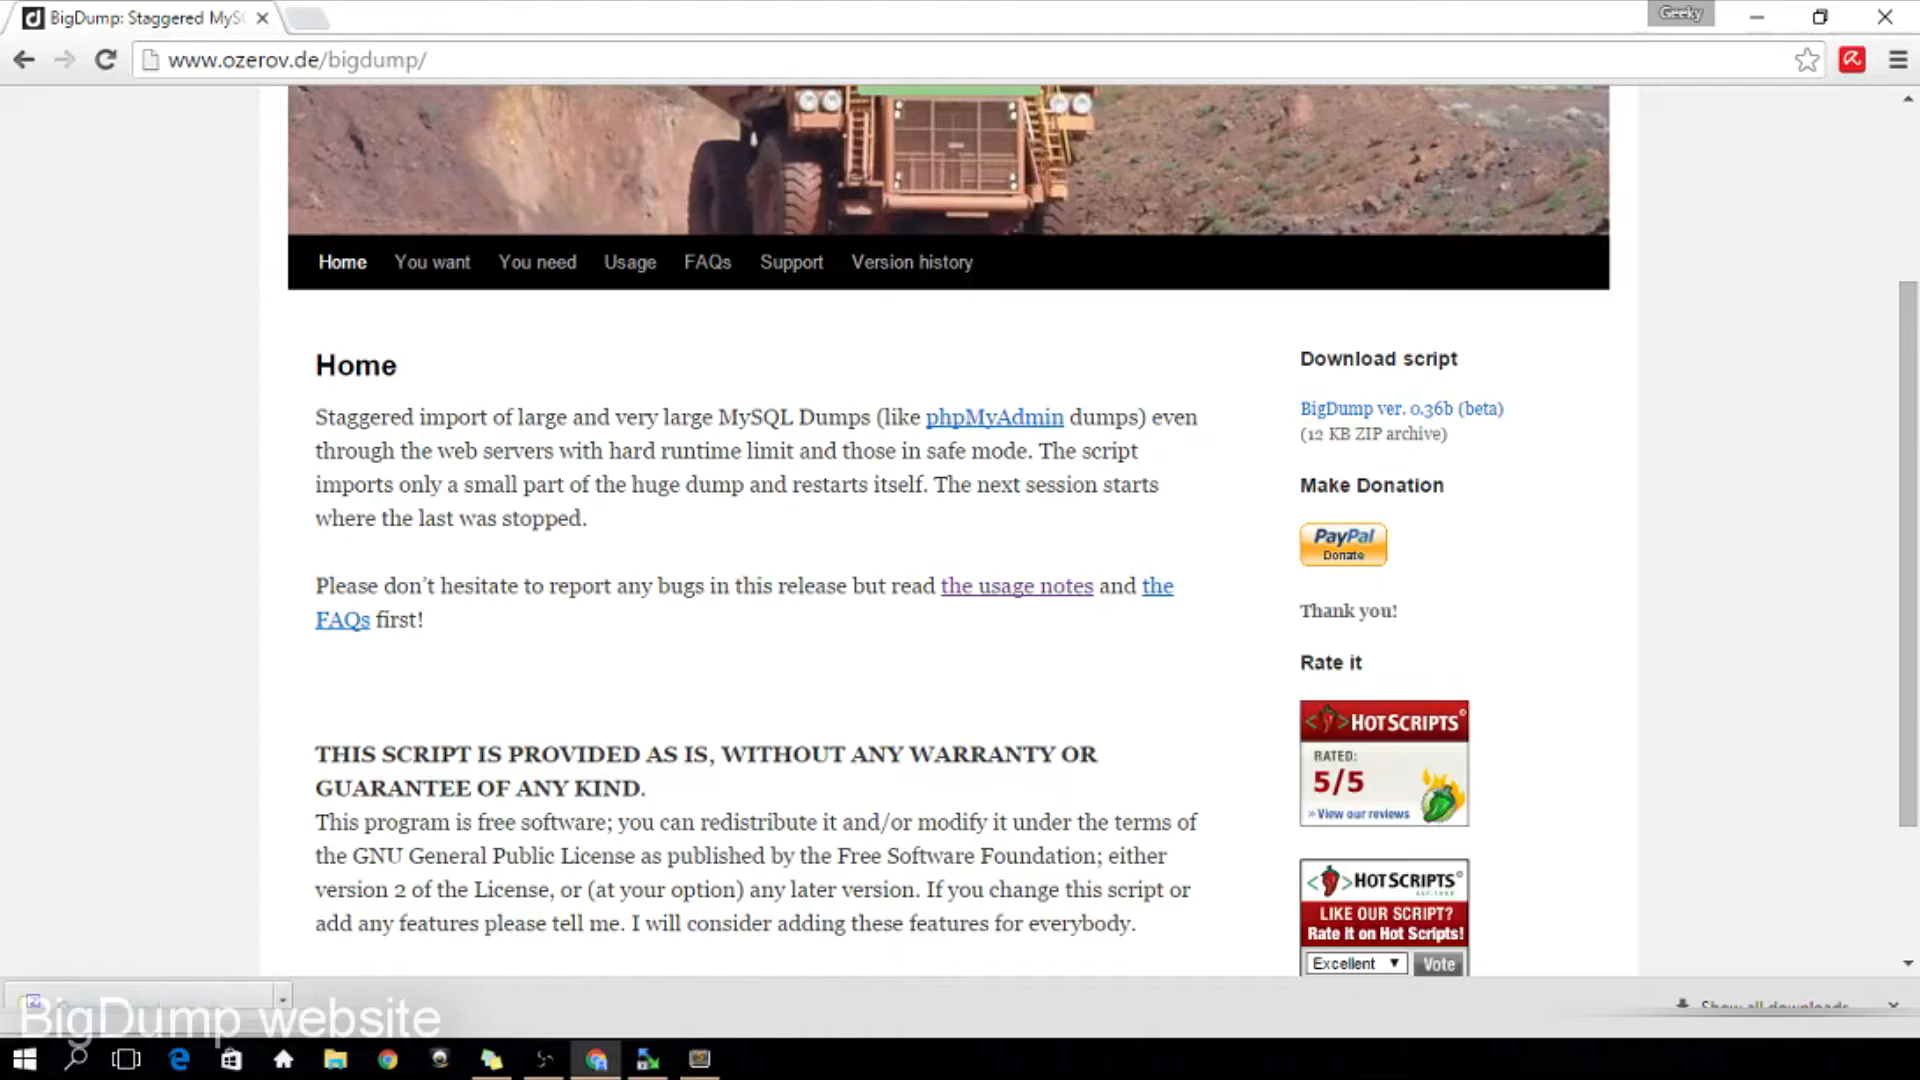 BigDump: Staggered MyS
Geeky
www.ozerov.de/bigdump/
Home You want You need Usage FAQs Support Version history
Home
Staggered import of large and very large MySQL Dumps (like phpMyAdmin dumps) even
through the web servers with hard runtime limit and those in safe mode. The script
imports only a small part of the huge dump and restarts itself. The next session starts
where the last was stopped.
Please don't hesitate to report any bugs in this release but read the usage notes and the
FAQs first!
THIS SCRIPT IS PROVIDED AS IS, WITHOUT ANY WARRANTY OR
GUARANTEE OF ANY KIND.
This program is free software; you can redistribute it and/or modify it under the terms of
the GNU General Public License as published by the Free Software Foundation; either
version 2 of the License, or (at your option) any later version. If you change this script or
add any features please tell me. I will consider adding these features for everybody.
Download script
BigDump ver. 0.36b (beta)
(12 KB ZIP archive)
Make Donation
PayPal
Donate
Thank you!
Rate it
<>HOTSCRIPTS
RATED:
5/5
» View our reviews
<>HOTSCRIPTS
LIKE OUR SCRIPT?
Rate it on Hot Scripts!
Excellent ▼ Vote
Show all downloads
BigDump website